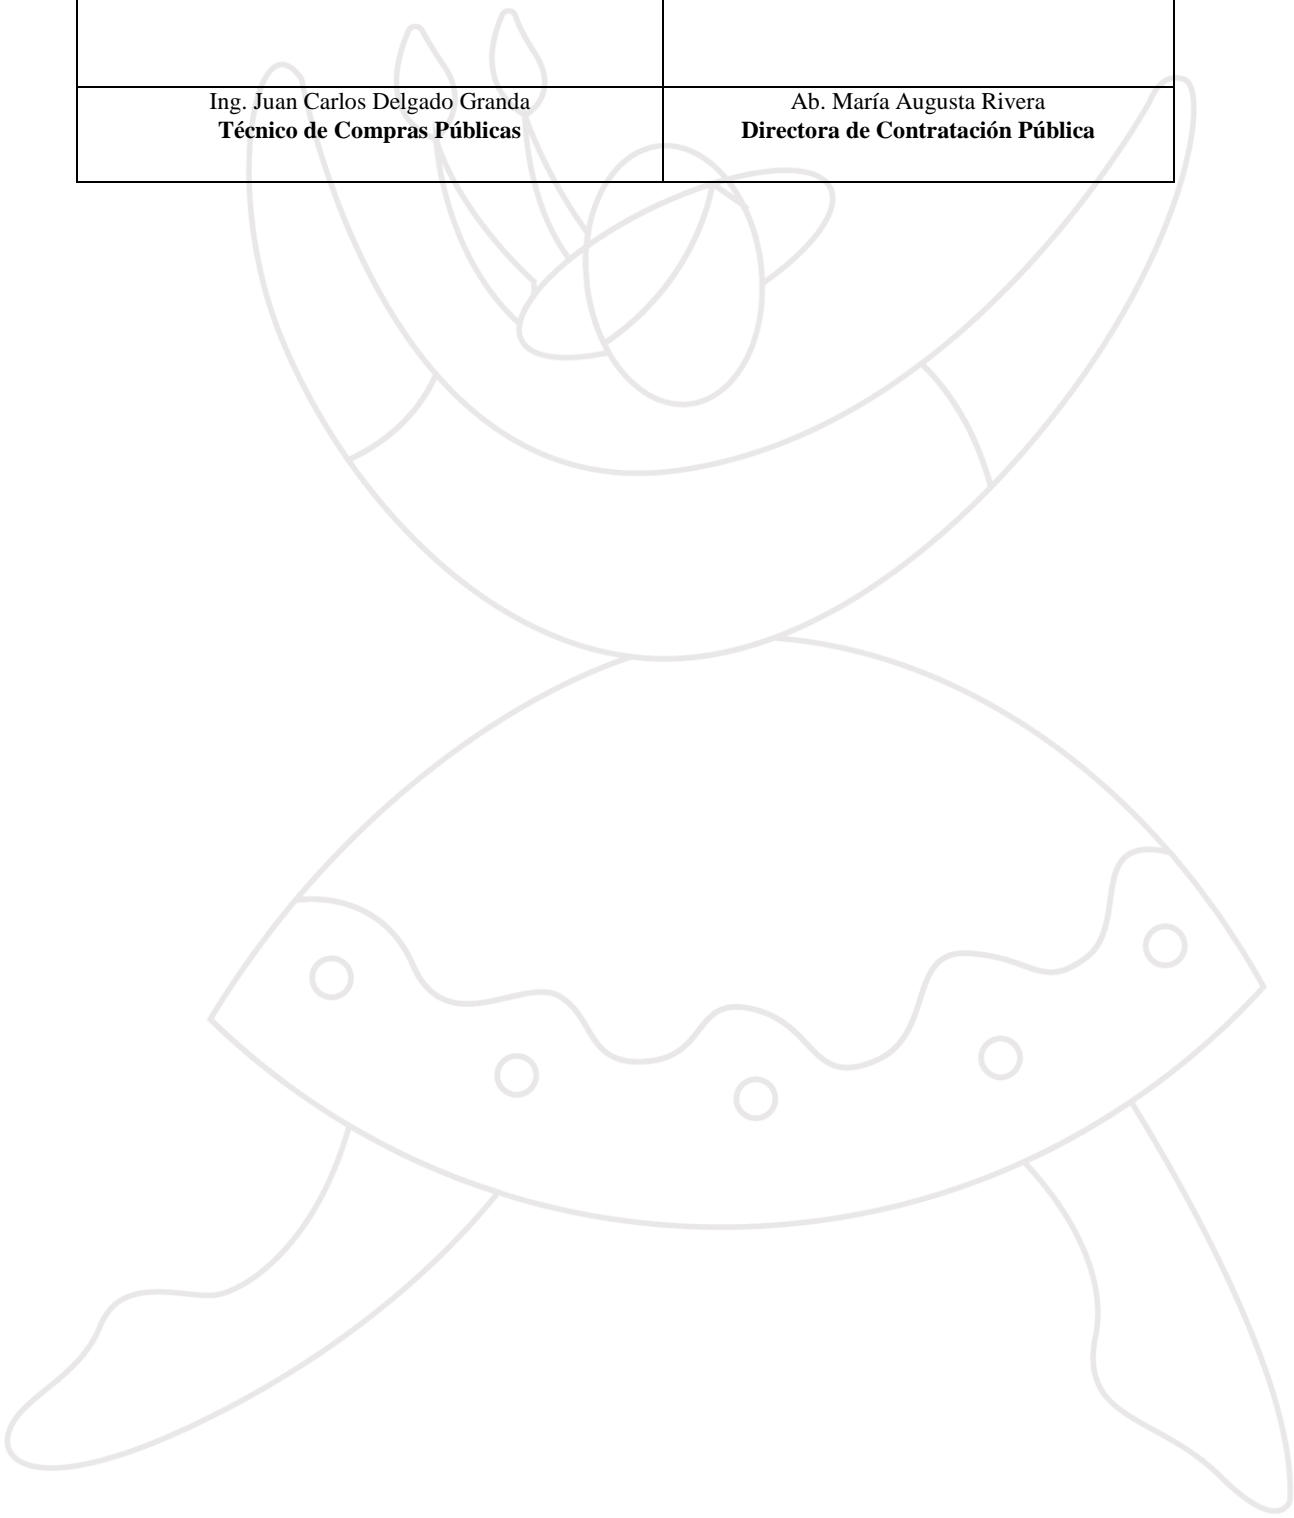 Ing. Juan Carlos Delgado Granda
Técnico de Compras Públicas
Ab. María Augusta Rivera
Directora de Contratación Pública